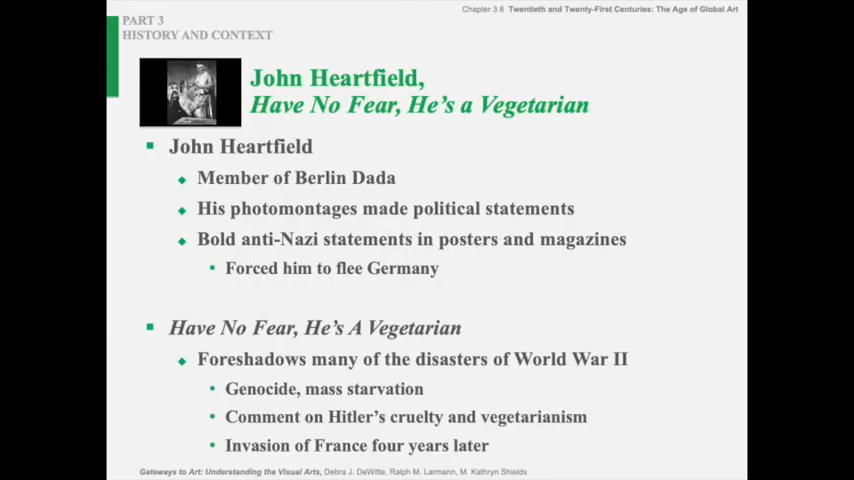 Chapter 3.8 Twentieth and Twenty-First Centuries: The Age of Global Art
PART 3
HISTORY AND CONTEXT
John Heartfield,
Have No Fear, He's a Vegetarian
John Heartfield
Member of Berlin Dada
His photomontages made political statements
Bold anti-Nazi statements in posters and magazines
Forced him to flee Germany
Have No Fear, He's A Vegetarian
Foreshadows many of the disasters of World War II
Genocide, mass starvation
Comment on Hitler's cruelty and vegetarianism
Invasion of France four years later
Gateways to Art: Understanding the Visual Arts, Debra J. DeWitte, Ralph M. Larmann, M. Kathryn Shields